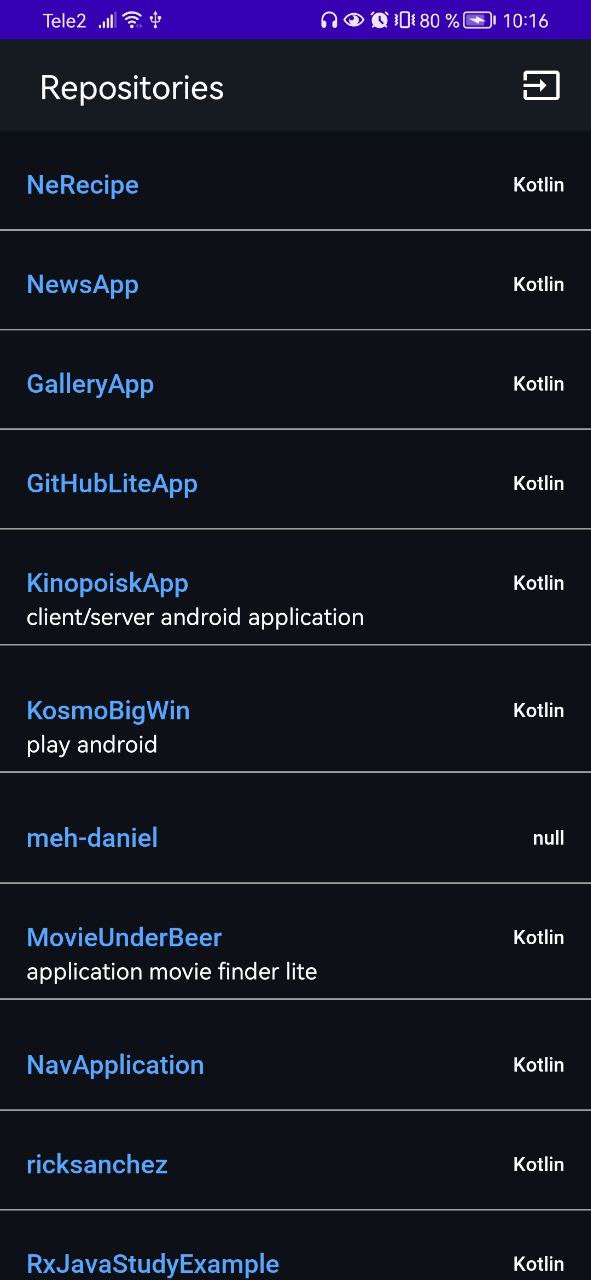 Tele2 80 % 10:16
Repositories
NeRecipe Kotlin
NewsApp Kotlin
GalleryApp Kotlin
GitHubLiteApp Kotlin
KinopoiskApp Kotlin
client/server android application
KosmoBigWin Kotlin
play android
meh-daniel null
MovieUnderBeer Kotlin
application movie finder lite
NavApplication Kotlin
ricksanchez Kotlin
RxJavaStudyExample Kotlin